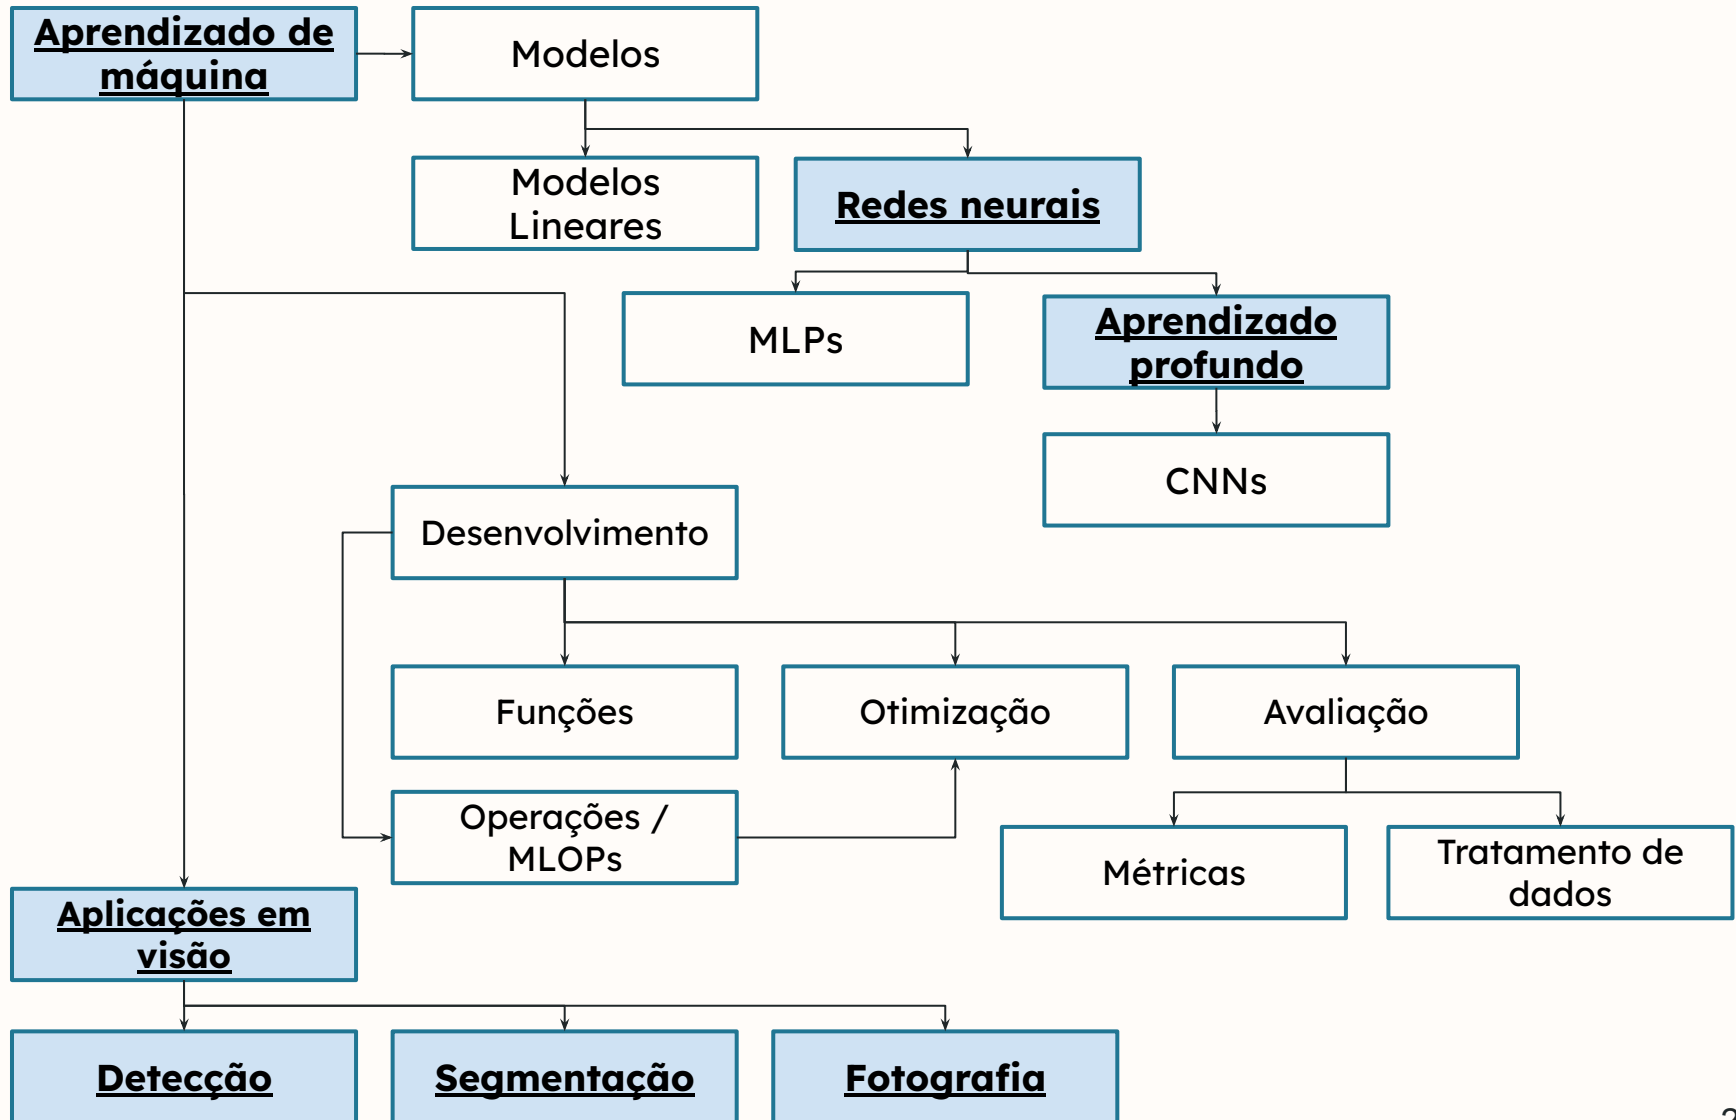 Aprendizado de
máquina
Modelos
Modelos
Lineares
Redes neurais
MLPs
Aprendizado
profundo
CNNs
Desenvolvimento
Funções
Otimização
Avaliação
Operações /
MLOPs
Métricas
Tratamento de
dados
Aplicações em
visão
Detecção
Segmentação
Fotografia